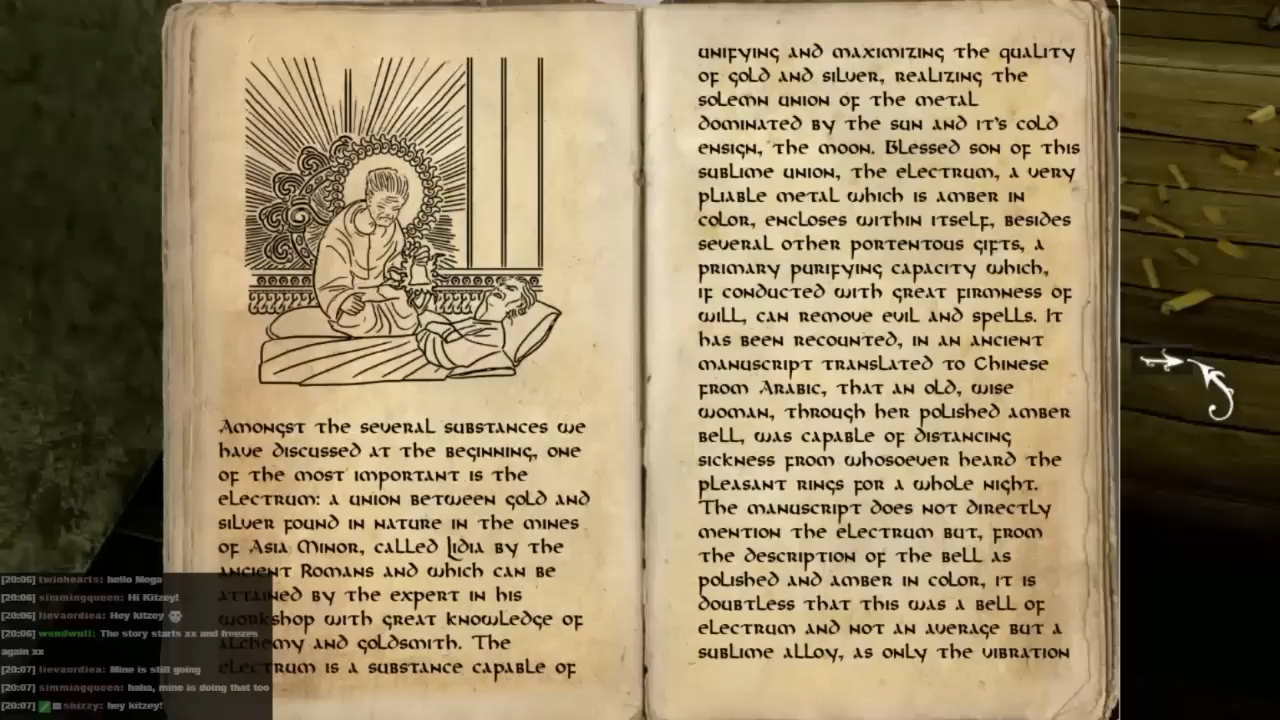 Amongst the several substances we
have discussed at the beginning, one
of the most important is the
electrum: a union between gold and
silver found in nature in the mines
of Asia Minor, called Lidia by the
ancient Romans and which can be
attained by the expert in his
workshop with great knowledge of
alchemy and goldsmith. The
electrum is a substance capable of
unifying and maximizing the quality
of gold and silver, realizing the
solemn union of the metal
dominated by the sun and it's cold
ensign, the moon. Blessed son of this
sublime union, the electrum, a very
pliable metal which is amber in
color, encloses within itself, besides
several other portentous gifts, a
primary purifying capacity which,
if conducted with great firmness of
will, can remove evil and spells. It
has been recounted, in an ancient
manuscript translated to Chinese
from Arabic, that an old, wise
woman, through her polished amber
bell, was capable of distancing
sickness from whosoever heard the
pleasant rings for a whole night.
The manuscript does not directly
mention the electrum but, from
the description of the bell as
polished and amber in color, it is
doubtless that this was a bell of
electrum and not an average but a
sublime alloy, as only the vibration
[20:06] twinhearts: hello Mega
[20:06] simmingqueen: Hi Kitzey!
[20:06] lievaordiea: Hey kitzey
[20:06] wendwull: The story starts xx and freezes
again xx
[20:07] lievaordiea: Mine is still going
[20:07] simmingqueen: haha, mine is doing that too
[20:07] shizzy: hey kitzey!